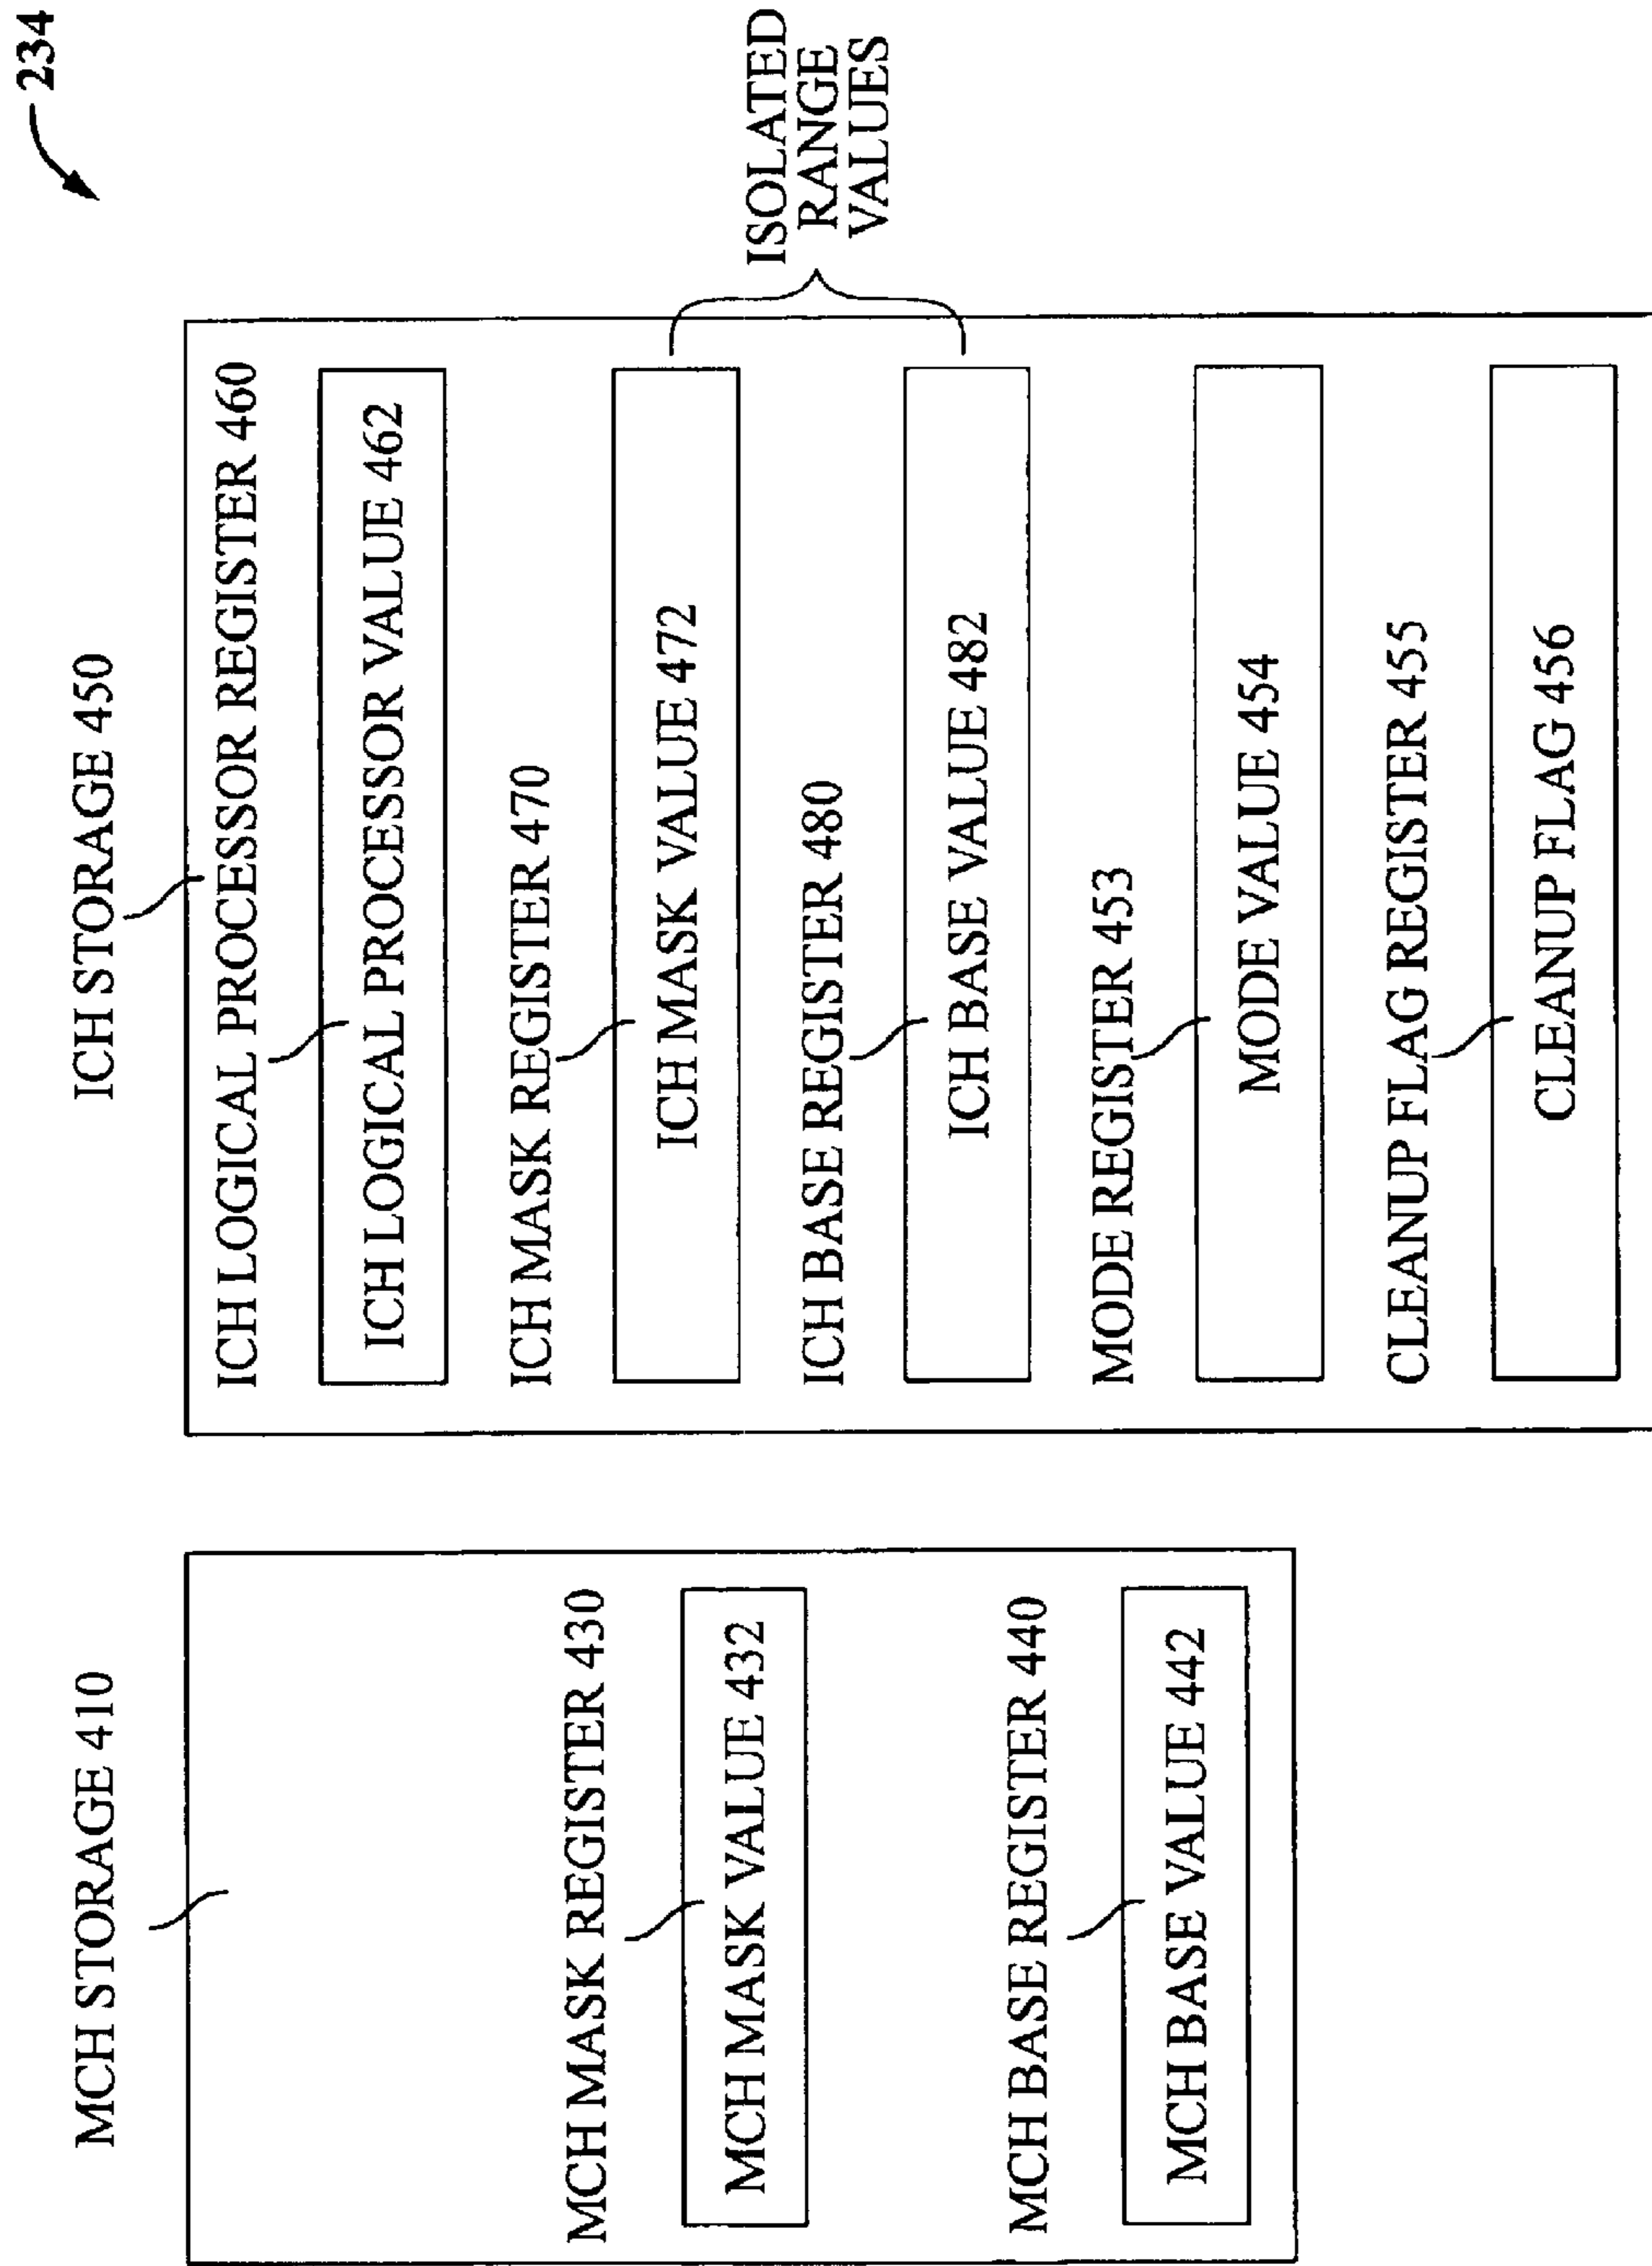 234
MCH STORAGE 410
MCH MASK REGISTER 430
MCH MASK VALUE 432
MCH BASE REGISTER 440
MCH BASE VALUE 442
ICH STORAGE 450
ICH LOGICAL PROCESSOR REGISTER 460
ICH LOGICAL PROCESSOR VALUE 462
ICH MASK REGISTER 470
ICH MASK VALUE 472
ICH BASE REGISTER 480
ICH BASE VALUE 482
MODE REGISTER 453
MODE VALUE 454
CLEANUP FLAG REGISTER 455
CLEANUP FLAG 456
ISOLATED
RANGE
VALUES